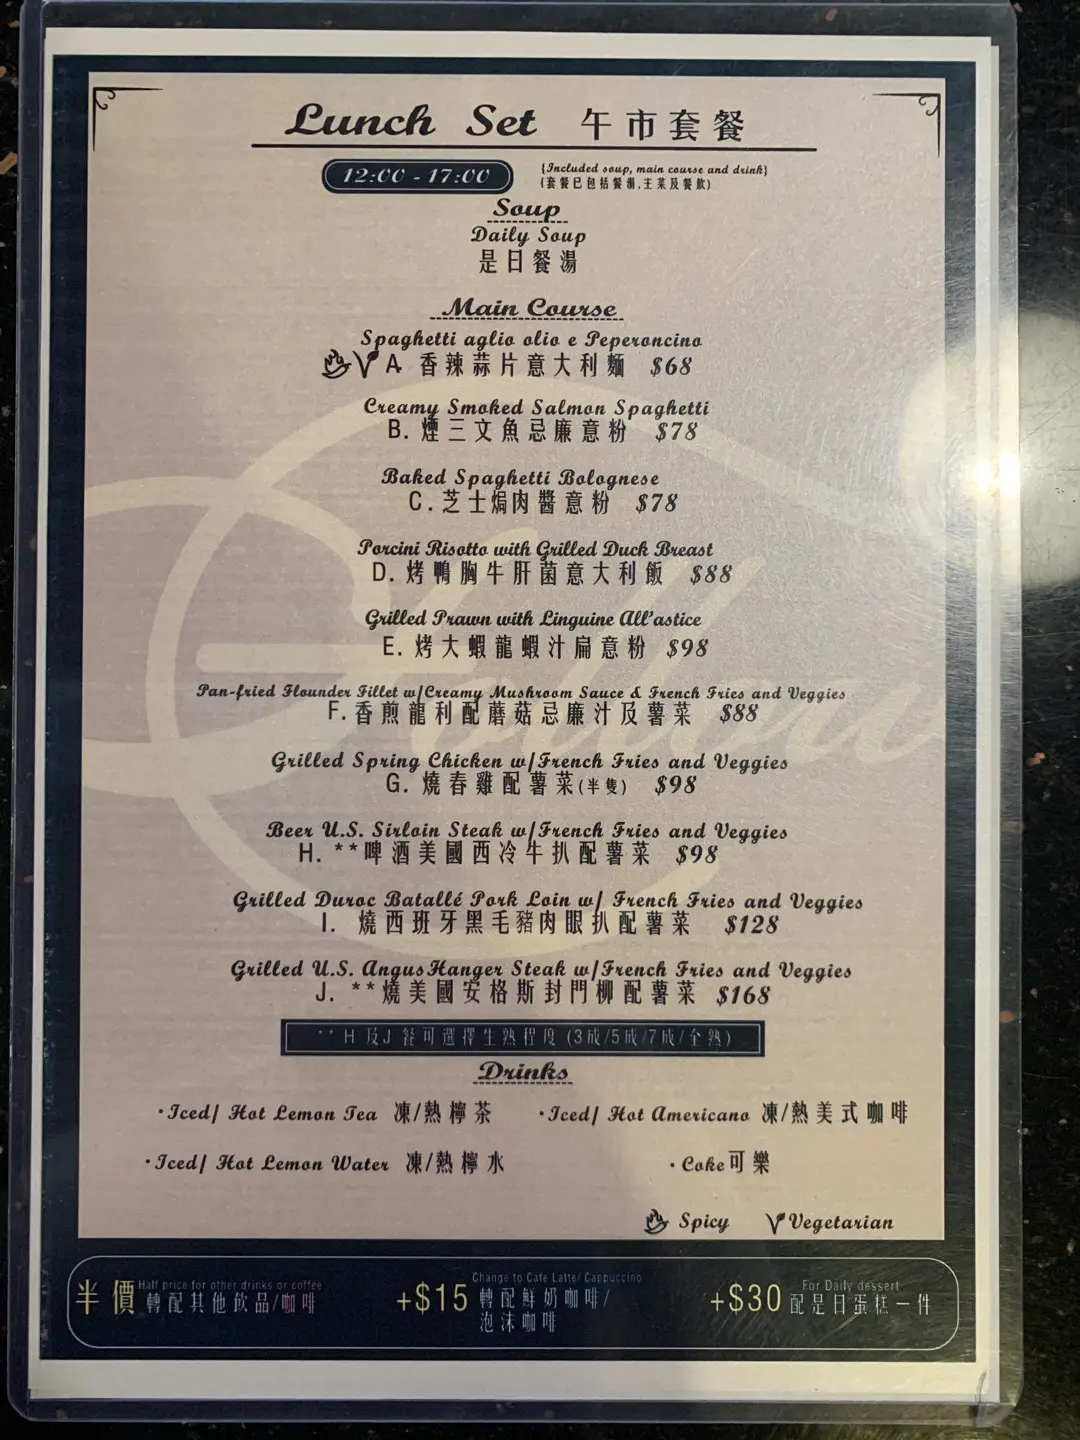 Lunch Set 午市套餐
12:00 - 17:00
{Included soup, main course and drink}
(套餐已包括餐湯,主菜及餐飲)
Soup
Daily Soup
是日餐湯
Main Course
Spaghetti aglio olio e Peperoncino
A 香辣蒜片意大利麵 $68
Creamy Smoked Salmon Spaghetti
B. 煙三文魚忌廉意粉 $78
Baked Spaghetti Bolognese
C. 芝士焗肉醬意粉 $78
Porcini Risotto with Grilled Duck Breast
D. 烤鴨胸牛肝菌意大利飯 $88
Grilled Prawn with Linguine All'astice
E. 烤大蝦龍蝦汁扁意粉 $98
Pan-fried Flounder Fillet w/Creamy Mushroom Sauce & French Fries and Veggies
F. 香煎龍利配蘑菇忌廉汁及薯菜 $88
Grilled Spring Chicken w/French Fries and Veggies
G. 燒春雞配薯菜(半隻) $98
Beer U.S. Sirloin Steak w/French Fries and Veggies
H. **啤酒美國西冷牛扒配薯菜 $98
Grilled Duroc Batallé Pork Loin w/ French Fries and Veggies
I. 燒西班牙黑毛豬肉眼扒配薯菜 $128
Grilled U.S. Angus Hanger Steak w/French Fries and Veggies
J. **燒美國安格斯封門柳配薯菜 $168
**H及J餐可選擇生熟程度 (3成/5成/7成/全熟)
Drinks
·Iced/ Hot Lemon Tea 凍/熱檸茶 ·Iced/ Hot Americano 凍/熱美式咖啡
·Iced/ Hot Lemon Water 凍/熱檸水 ·Coke可樂
Spicy Vegetarian
半價 Half price for other drinks or coffee
轉配其他飲品/咖啡
+$15 Change to Cafe Latte/ Cappuccino
轉配鮮奶咖啡/
泡沫咖啡
+$30 For Daily dessert
配是日蛋糕一件